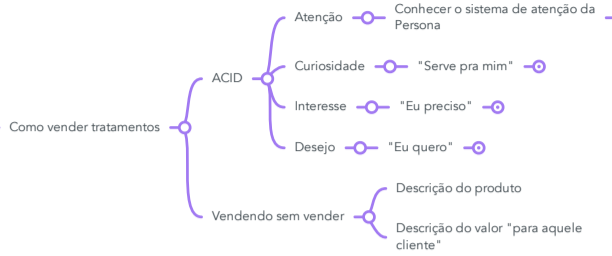 Atenção
Conhecer o sistema de atenção da
Persona
Curiosidade
"Serve pra mim"
ACID
Interesse
"Eu preciso"
Como vender tratamentos
Desejo
"Eu quero"
Descrição do produto
Vendendo sem vender
Descrição do valor "para aquele
cliente"